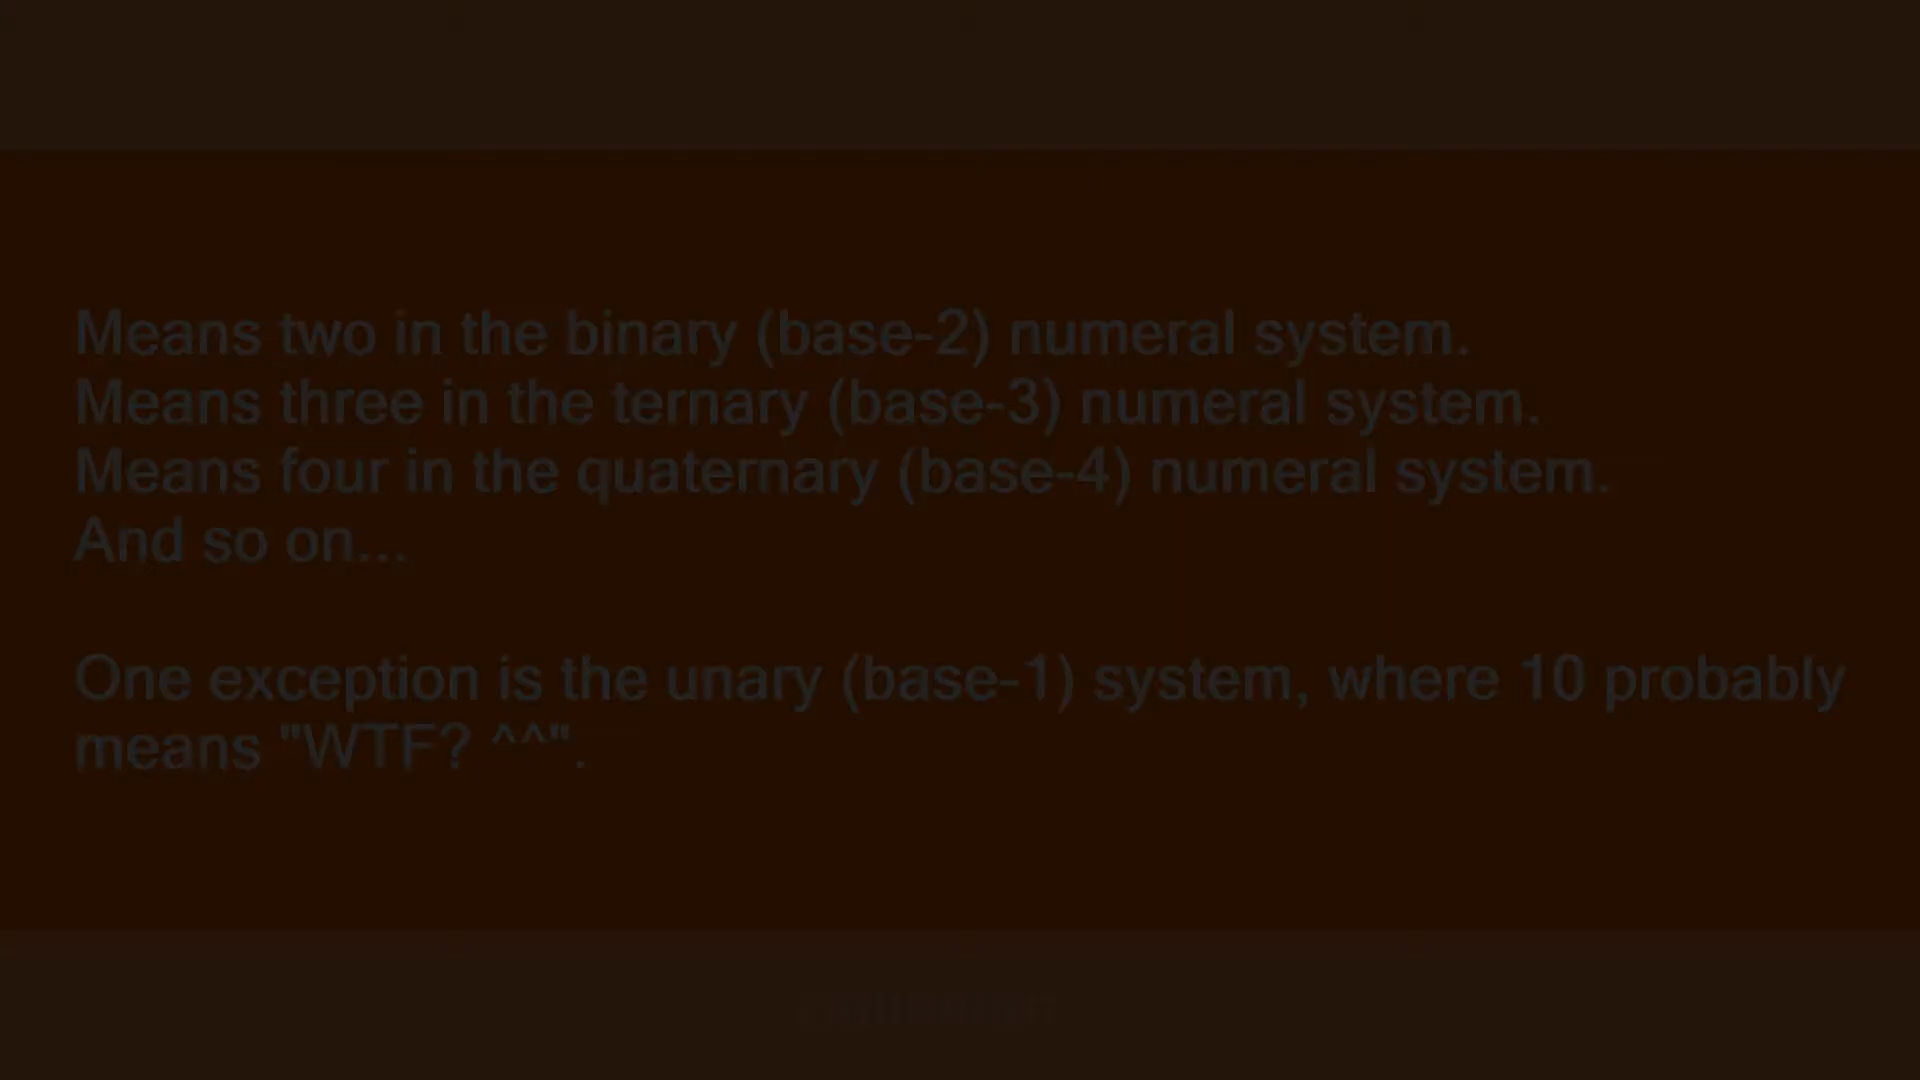 Means two in the binary (base-2) numeral system.
Means three in the ternary (base-3) numeral system.
Means four in the quaternary (base-4) numeral system.
And so on...
One exception is the unary (base-1) system, where 10 probably
means "WTF? ^^".